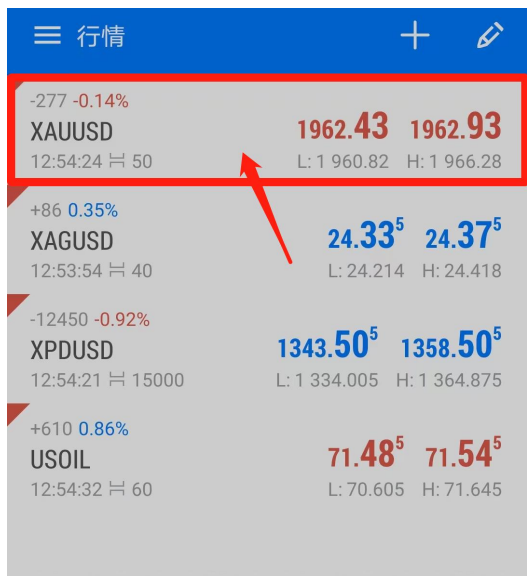 行情
-277 -0.14%
XAUUSD 1962.43 1962.93
12:54:24 50 L: 1 960.82 H: 1 966.28
+86 0.35%
XAGUSD 24.335 24.375
12:53:54 40 L: 24.214 H: 24.418
-12450 -0.92%
XPDUSD 1343.505 1358.505
12:54:21 15000 L: 1 334.005 H: 1 364.875
+610 0.86%
USOIL 71.485 71.545
12:54:32 60 L: 70.605 H: 71.645